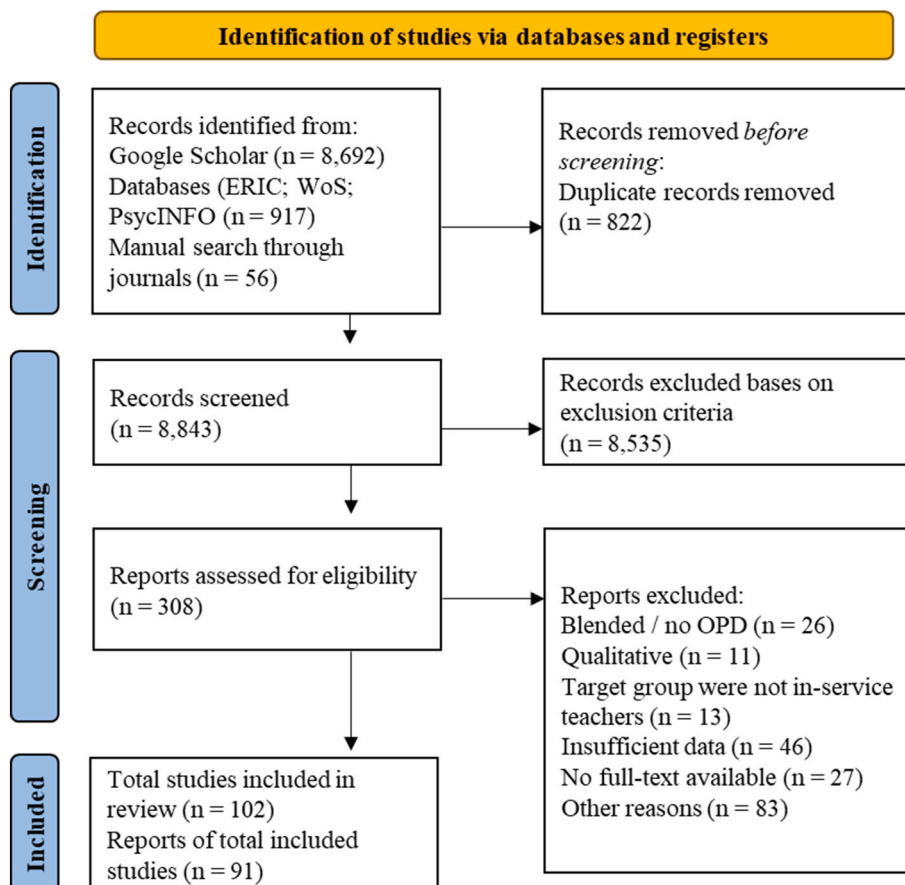 Identification of studies via databases and registers
Identification
Records identified from:
Google Scholar (n = 8,692)
Databases (ERIC; WoS;
PsycINFO (n = 917)
Manual search through
journals (n = 56)
Records removed before
screening:
Duplicate records removed
(n = 822)
Screening
Records screened
(n = 8,843)
Records excluded bases on
exclusion criteria
(n = 8,535)
Reports assessed for eligibility
(n = 308)
Reports excluded:
Blended / no OPD (n = 26)
Qualitative (n = 11)
Target group were not in-service
teachers (n = 13)
Insufficient data (n = 46)
No full-text available (n = 27)
Other reasons (n = 83)
Included
Total studies included in
review (n = 102)
Reports of total included
studies (n = 91)